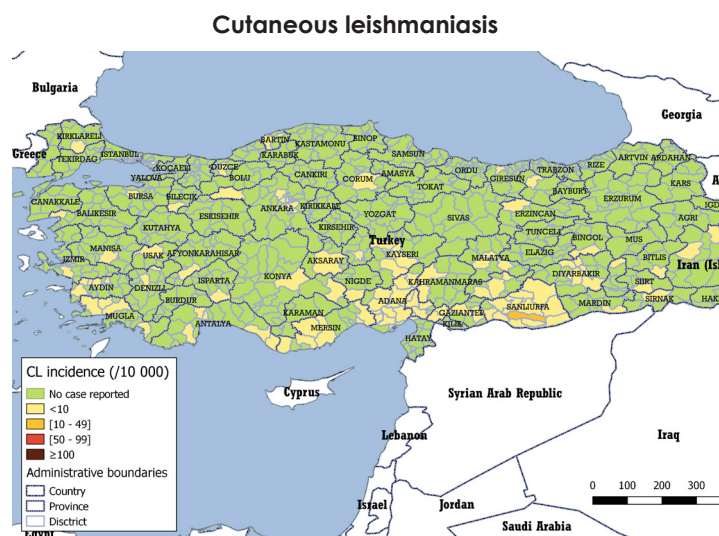 Cutaneous leishmaniasis
Bulgaria
Georgia
Greece
KIRKLARELI
TEKIRDAG
ISTANBUL
KOCAELI
YALOVA
DUZCE
BOLU
BARTIN
KARABUK
KASTAMONU
SINOP
SAMSUN
CANKIRI
CORUM
AMASYA
TOKAT
ORDU
GIRESUN
TRABZON
RIZE
ARTVIN
ARDAHAN
BAYBURT
KARS
ERZURUM
IGD
CANAKKALE
BALIKESIR
BURSA
BILECIK
ESKISEHIR
KUTAHYA
ANKARA
KIRIKKALE
KIRSEHIR
YOZGAT
SIVAS
ERZINCAN
TUNCELI
BINGOL
MUS
AGRI
Turkey
KAYSERI
MALATYA
ELAZIG
BITLIS
Iran (Is
MANISA
IZMIR
USAK
AFYONKARAHISAR
AKSARAY
KONYA
NIGDE
KAHRAMANMARAS
DIYARBAKIR
SIIRT
AYDIN
DENIZLI
ISPARTA
BURDUR
MUGLA
ANTALYA
KARAMAN
MERSIN
ADANA
GAZIANTEP
KILIS
SANLIURFA
MARDIN
SIRNAK
HAK
HATAY
Cyprus
Syrian Arab Republic
Lebanon
Iraq
Israel
Jordan
Saudi Arabia
CL incidence (/10 000)
No case reported
<10
[10 - 49]
[50 - 99]
≥100
Administrative boundaries
Country
Province
Disctrict
0 100 200 300